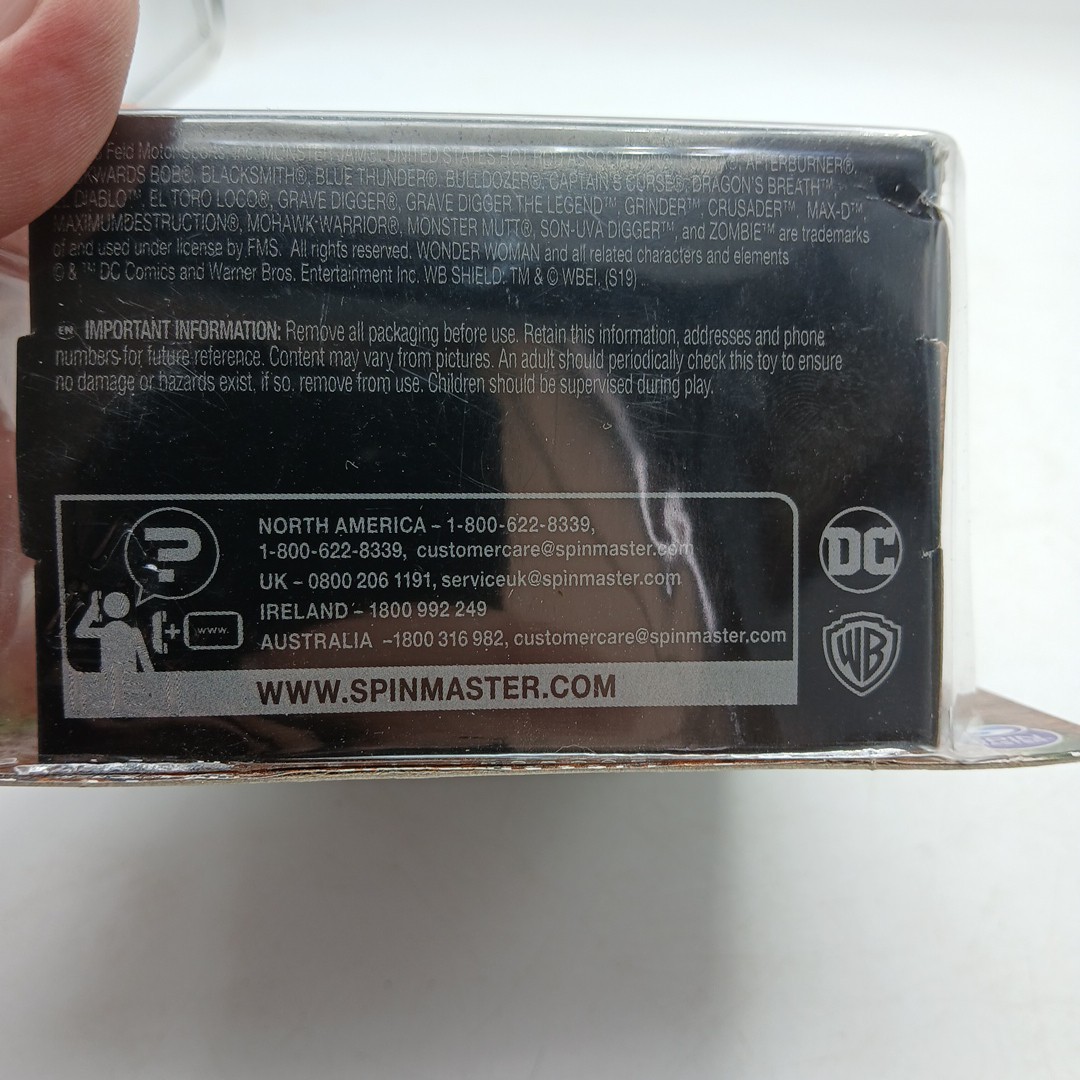 Feld Motor Sports UNITED STATES HOT ROD ASSOCIATION AFTERBURNER®,
BOB®, BLACKSMITH®, BLUE THUNDER®, BULLDOZER®, CAPTAIN'S CURSE®, DRAGON'S BREATH™,
DIABLO™, EL TORO LOCO®, GRAVE DIGGER®, GRAVE DIGGER THE LEGEND™, GRINDER™, CRUSADER™, MAX-D™,
MAXIMUMDESTRUCTION®, MOHAWK WARRIOR®, MONSTER MUTT®, SON-UVA DIGGER™, and ZOMBIE™ are trademarks
of and used under license by FMS. All rights reserved. WONDER WOMAN and all related characters and elements
© & ™ DC Comics and Warner Bros. Entertainment Inc. WB SHIELD: TM & © WBEI. (S19)
EN IMPORTANT INFORMATION: Remove all packaging before use. Retain this information, addresses and phone
numbers for future reference. Content may vary from pictures. An adult should periodically check this toy to ensure
no damage or hazards exist, if so, remove from use. Children should be supervised during play.
NORTH AMERICA – 1-800-622-8339,
1-800-622-8339, customercare@spinmaster.com
UK – 0800 206 1191, serviceuk@spinmaster.com
IRELAND – 1800 992 249
AUSTRALIA –1800 316 982, customercare@spinmaster.com
? + www.
WWW.SPINMASTER.COM
DC
WB